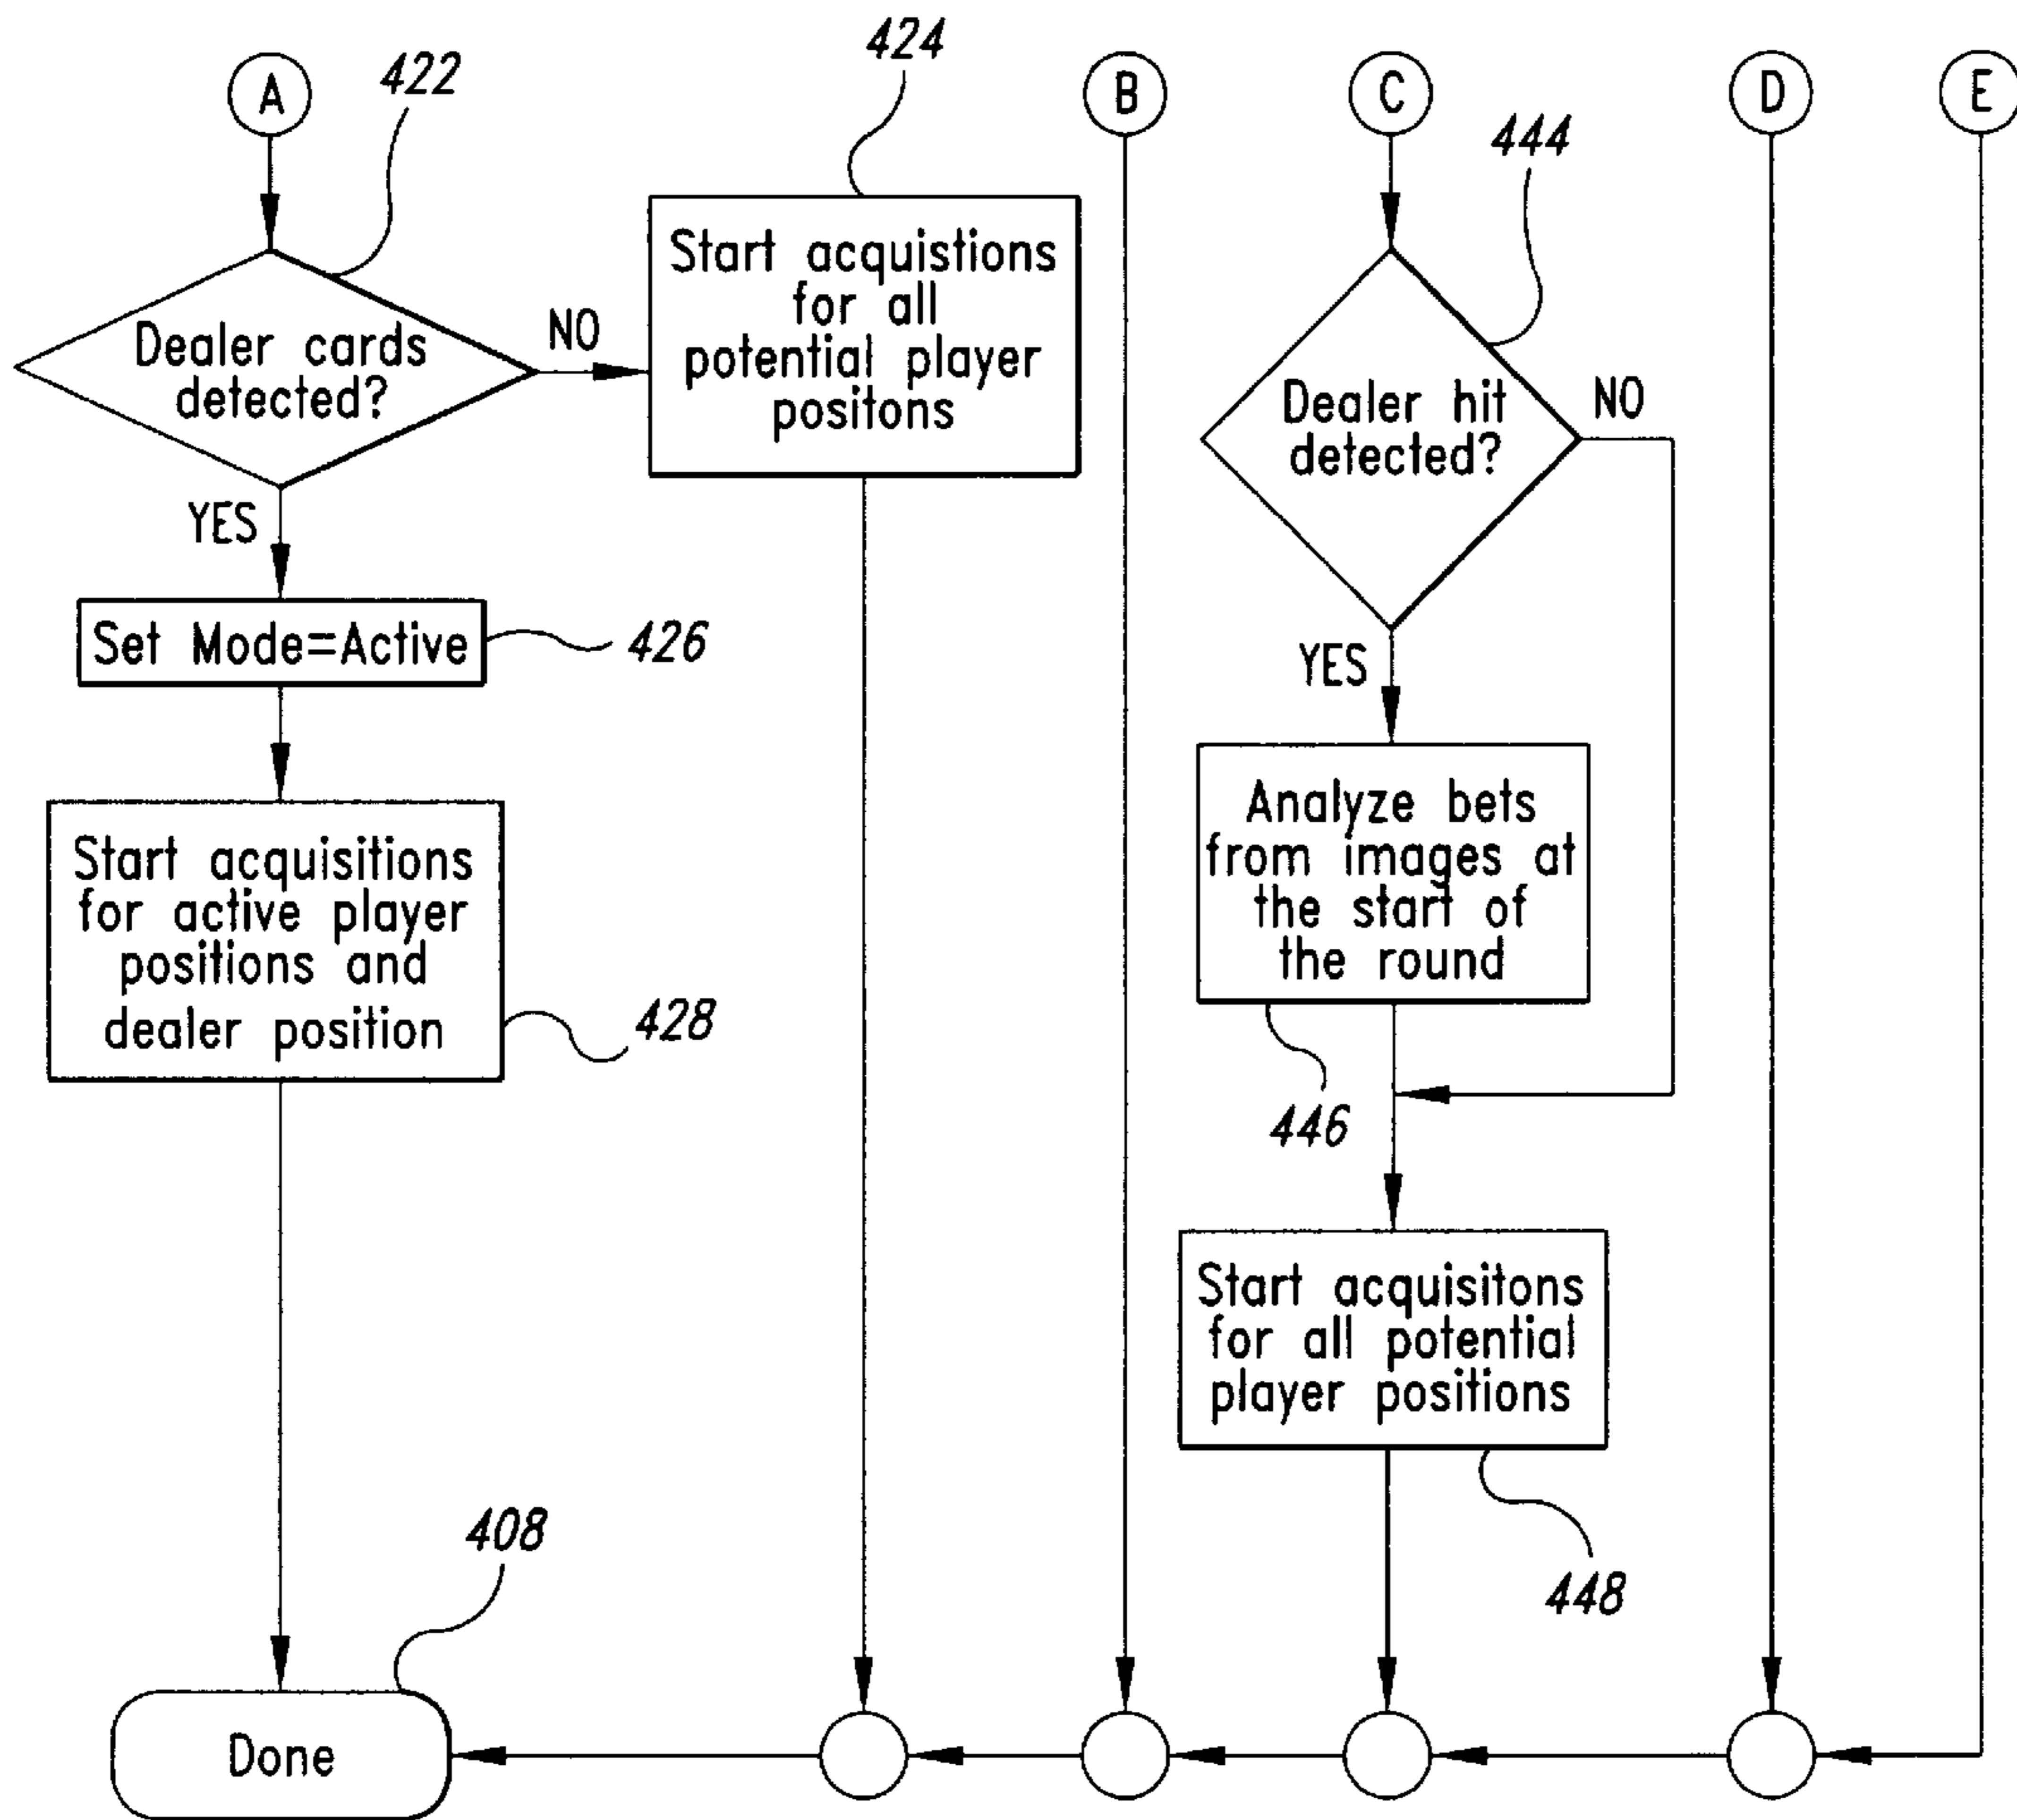 A
422
424
B
C
D
E
444
Dealer cards
detected?
NO
YES
Start acquistions
for all
potential player
positons
Set Mode=Active
426
Start acquisitions
for active player
positions and
dealer position
428
Dealer hit
detected?
NO
YES
Analyze bets
from images at
the start of
the round
446
Start acquisitons
for all potential
player positions
448
408
Done